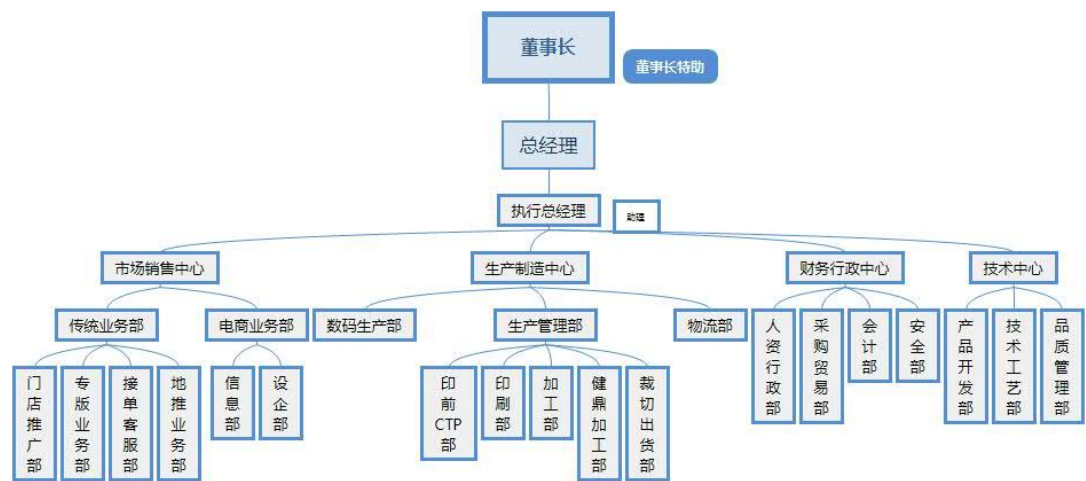 董事长
董事长特助
总经理
执行总经理
助理
市场销售中心
生产制造中心
财务行政中心
技术中心
传统业务部
电商业务部
数码生产部
生产管理部
物流部
人资行政部
采购贸易部
会计部
安全部
产品开发部
技术工艺部
品质管理部
门店推广部
专版业务部
接单客服部
地推业务部
信息部
设企部
印前CTP部
印刷部
加工部
健鼎加工部
裁切出货部